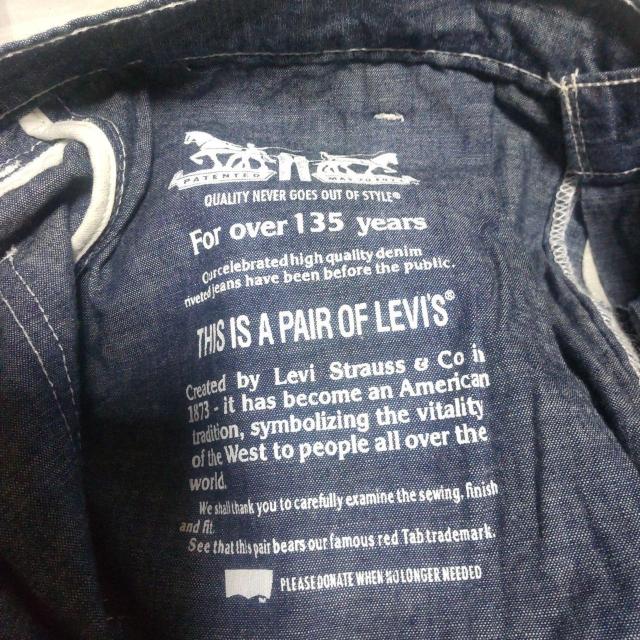 PATENTED
QUALITY NEVER GOES OUT OF STYLE®
For over 135 years
Our celebrated high quality denim
riveted jeans have been before the public.
THIS IS A PAIR OF LEVI'S®
Created by Levi Strauss & Co in
1873 - it has become an American
tradition, symbolizing the vitality
of the West to people all over the
world.
We shall thank you to carefully examine the sewing, finish
and fit.
See that this pair bears our famous red Tab trademark.
PLEASE DONATE WHEN NO LONGER NEEDED